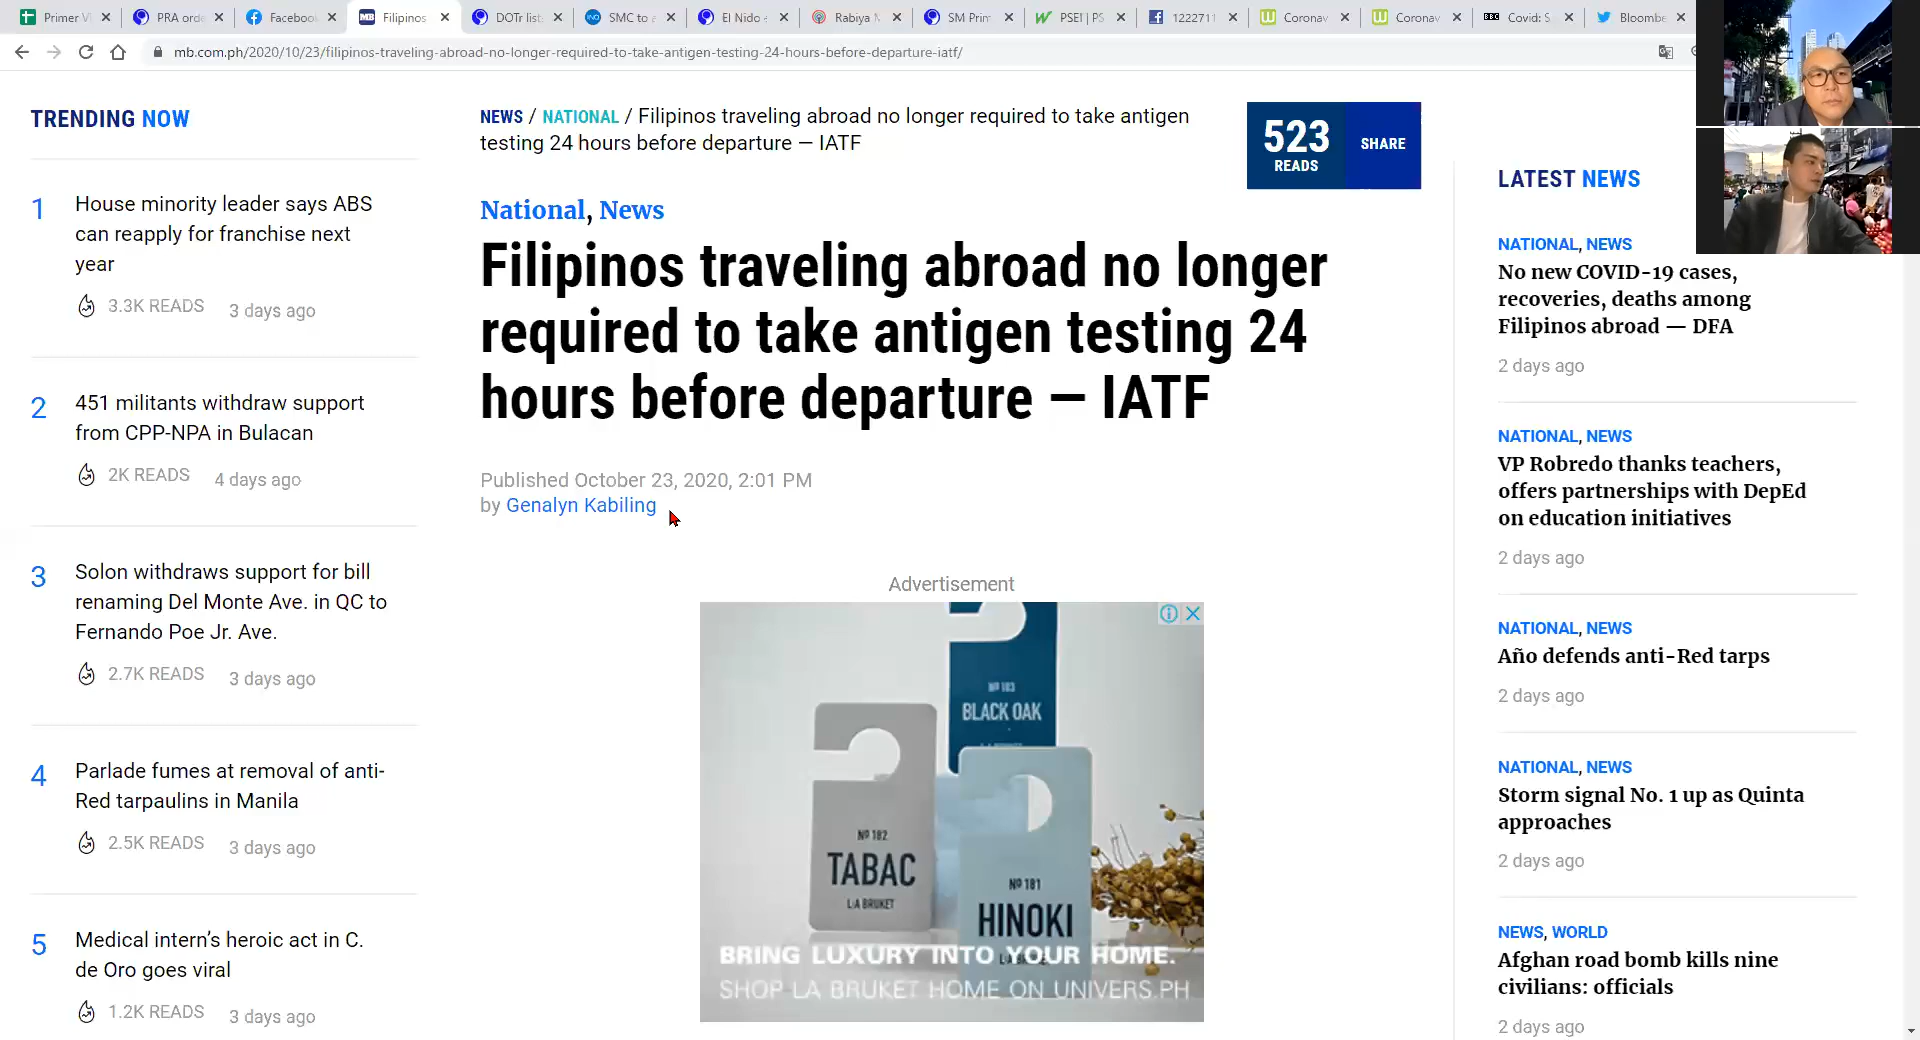 Primer V
PRA orde
Facebook
MB Filipinos
DOTr list
SMC to e
El Nido
Rabiya
SM Prim
PSEI | PS
1222711
Coronav
Coronav
BBC Covid: S
Bloombe
mb.com.ph/2020/10/23/filipinos-traveling-abroad-no-longer-required-to-take-antigen-testing-24-hours-before-departure-iatf/
TRENDING NOW
1
House minority leader says ABS
can reapply for franchise next
year
3.3K READS 3 days ago
2
451 militants withdraw support
from CPP-NPA in Bulacan
2K READS 4 days ago
3
Solon withdraws support for bill
renaming Del Monte Ave. in QC to
Fernando Poe Jr. Ave.
2.7K READS 3 days ago
4
Parlade fumes at removal of anti-
Red tarpaulins in Manila
2.5K READS 3 days ago
5
Medical intern's heroic act in C.
de Oro goes viral
1.2K READS 3 days ago
NEWS / NATIONAL / Filipinos traveling abroad no longer required to take antigen
testing 24 hours before departure — IATF
523
READS
SHARE
National, News
Filipinos traveling abroad no longer
required to take antigen testing 24
hours before departure — IATF
Published October 23, 2020, 2:01 PM
by Genalyn Kabiling
Advertisement
Nº 183
BLACK OAK
Nº 182
TABAC
L:A BRUKET
Nº 181
HINOKI
BRING LUXURY INTO YOUR HOME.
SHOP LA BRUKET HOME ON UNIVERS.PH
LATEST NEWS
NATIONAL, NEWS
No new COVID-19 cases,
recoveries, deaths among
Filipinos abroad — DFA
2 days ago
NATIONAL, NEWS
VP Robredo thanks teachers,
offers partnerships with DepEd
on education initiatives
2 days ago
NATIONAL, NEWS
Año defends anti-Red tarps
2 days ago
NATIONAL, NEWS
Storm signal No. 1 up as Quinta
approaches
2 days ago
NEWS, WORLD
Afghan road bomb kills nine
civilians: officials
2 days ago